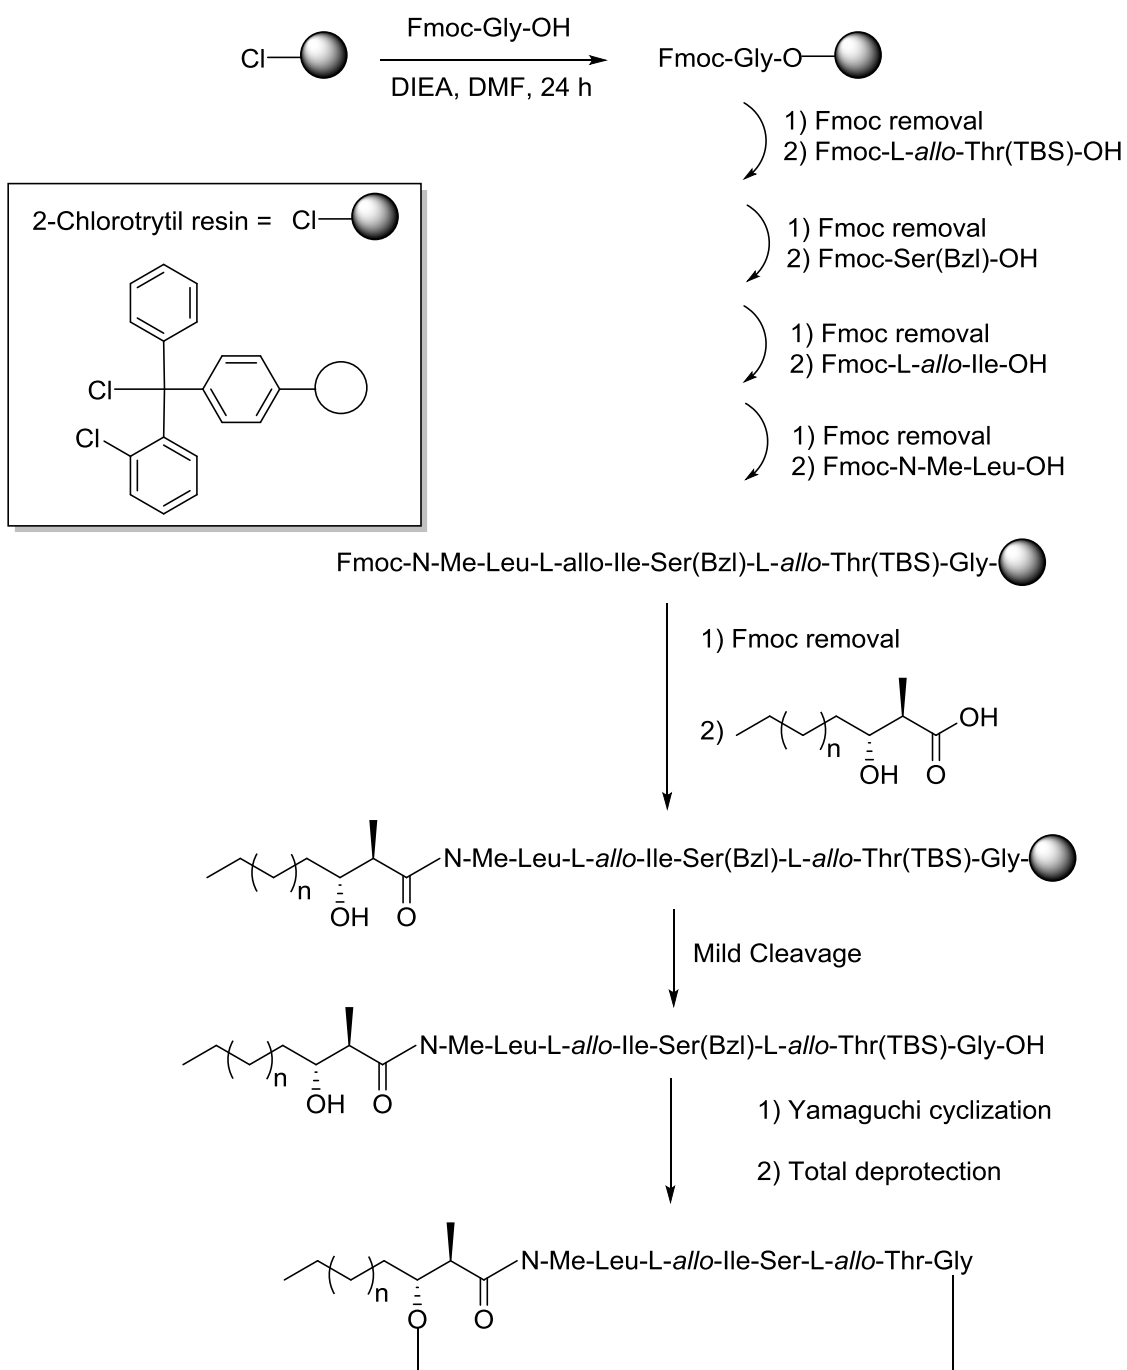 Fmoc-Gly-OH
Cl
DIEA, DMF, 24 h
Fmoc-Gly-O
1) Fmoc removal
2) Fmoc-L-allo-Thr(TBS)-OH
2-Chlorotrytil resin = Cl
1) Fmoc removal
2) Fmoc-Ser(Bzl)-OH
1) Fmoc removal
2) Fmoc-L-allo-Ile-OH
Cl
Cl
1) Fmoc removal
2) Fmoc-N-Me-Leu-OH
Fmoc-N-Me-Leu-L-allo-Ile-Ser(Bzl)-L-allo-Thr(TBS)-Gly-
1) Fmoc removal
2)
n
OH
OH
O
N-Me-Leu-L-allo-Ile-Ser(Bzl)-L-allo-Thr(TBS)-Gly-
n
OH
O
Mild Cleavage
N-Me-Leu-L-allo-Ile-Ser(Bzl)-L-allo-Thr(TBS)-Gly-OH
n
OH
O
1) Yamaguchi cyclization
2) Total deprotection
N-Me-Leu-L-allo-Ile-Ser-L-allo-Thr-Gly
n
O
O